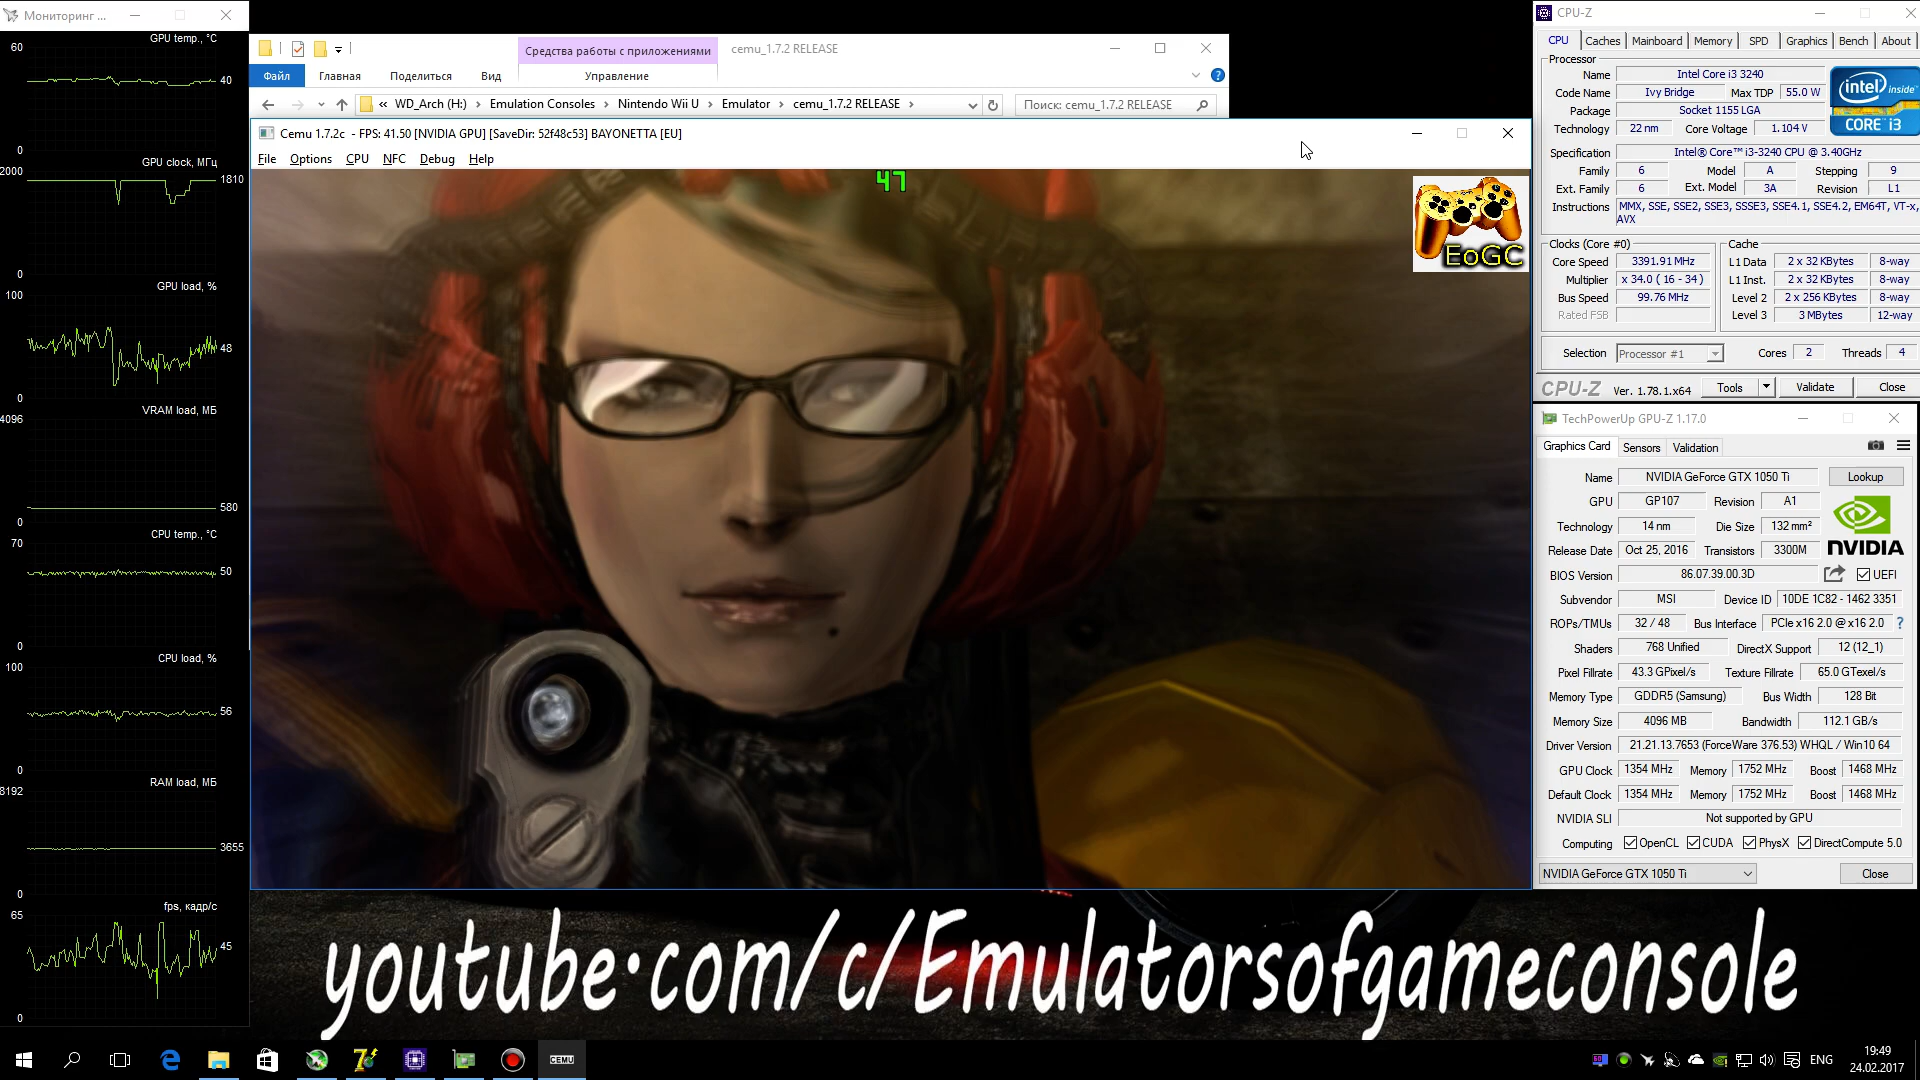 Мониторинг ...
GPU temp., °C
60
40
0
GPU clock, МГц
2000
1810
0
GPU load, %
100
48
0
VRAM load, МБ
4096
580
0
CPU temp., °C
70
50
0
CPU load, %
100
56
0
RAM load, МБ
8192
3655
0
fps, кадр/с
65
45
0
Средства работы с приложениями
cemu_1.7.2 RELEASE
Файл
Главная
Поделиться
Вид
Управление
« WD_Arch (H:) › Emulation Consoles › Nintendo Wii U › Emulator › cemu_1.7.2 RELEASE ›
Поиск: cemu_1.7.2 RELEASE
Cemu 1.7.2c - FPS: 41.50 [NVIDIA GPU] [SaveDir: 52f48c53] BAYONETTA [EU]
File Options CPU NFC Debug Help
47
EoGC
CPU-Z
CPU Caches Mainboard Memory SPD Graphics Bench About
Processor
Name Intel Core i3 3240
Code Name Ivy Bridge Max TDP 55.0 W
Package Socket 1155 LGA
Technology 22 nm Core Voltage 1.104 V
intel inside™
CORE i3
Specification Intel® Core™ i3-3240 CPU @ 3.40GHz
Family 6 Model A Stepping 9
Ext. Family 6 Ext. Model 3A Revision L1
Instructions MMX, SSE, SSE2, SSE3, SSSE3, SSE4.1, SSE4.2, EM64T, VT-x,
AVX
Clocks (Core #0)
Core Speed 3391.91 MHz
Multiplier x 34.0 ( 16 - 34 )
Bus Speed 99.76 MHz
Rated FSB
Cache
L1 Data 2 x 32 KBytes 8-way
L1 Inst. 2 x 32 KBytes 8-way
Level 2 2 x 256 KBytes 8-way
Level 3 3 MBytes 12-way
Selection Processor #1 Cores 2 Threads 4
CPU-Z Ver. 1.78.1.x64 Tools Validate Close
TechPowerUp GPU-Z 1.17.0
Graphics Card Sensors Validation
Name NVIDIA GeForce GTX 1050 Ti Lookup
GPU GP107 Revision A1
Technology 14 nm Die Size 132 mm²
Release Date Oct 25, 2016 Transistors 3300M
NVIDIA
BIOS Version 86.07.39.00.3D UEFI
Subvendor MSI Device ID 10DE 1C82 - 1462 3351
ROPs/TMUs 32 / 48 Bus Interface PCIe x16 2.0 @ x16 2.0 ?
Shaders 768 Unified DirectX Support 12 (12_1)
Pixel Fillrate 43.3 GPixel/s Texture Fillrate 65.0 GTexel/s
Memory Type GDDR5 (Samsung) Bus Width 128 Bit
Memory Size 4096 MB Bandwidth 112.1 GB/s
Driver Version 21.21.13.7653 (ForceWare 376.53) WHQL / Win10 64
GPU Clock 1354 MHz Memory 1752 MHz Boost 1468 MHz
Default Clock 1354 MHz Memory 1752 MHz Boost 1468 MHz
NVIDIA SLI Not supported by GPU
Computing OpenCL CUDA PhysX DirectCompute 5.0
NVIDIA GeForce GTX 1050 Ti Close
youtube.com/c/Emulatorsofgameconsole
CEMU
ENG
19:49
24.02.2017